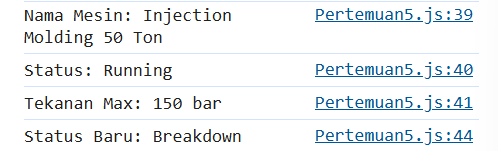 Nama Mesin: Injection Pertemuan5.js:39
Molding 50 Ton
Status: Running Pertemuan5.js:40
Tekanan Max: 150 bar Pertemuan5.js:41
Status Baru: Breakdown Pertemuan5.js:44